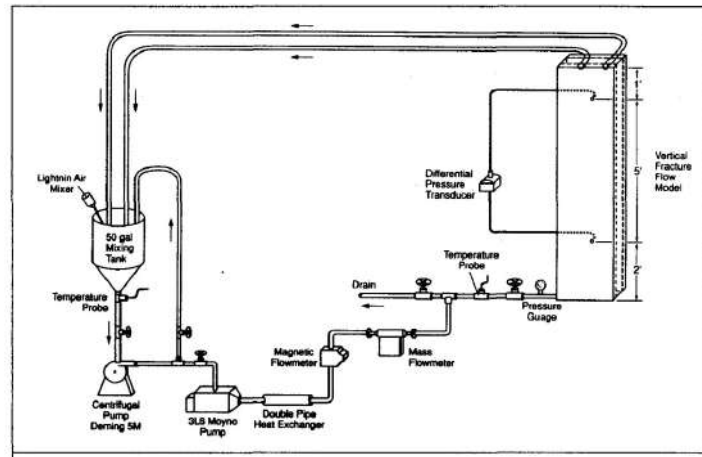 1'
Lightnin Air
Mixer
50 gal
Mixing
Tank
Differential
Pressure
Transducer
5'
Vertical
Fracture
Flow
Model
Temperature
Probe
Temperature
Probe
Drain
2'
Pressure
Guage
Magnetic
Flowmeter
Mass
Flowmeter
Centrifugal
Pump
Deming 5M
3L8 Moyno
Pump
Double Pipe
Heat Exchanger